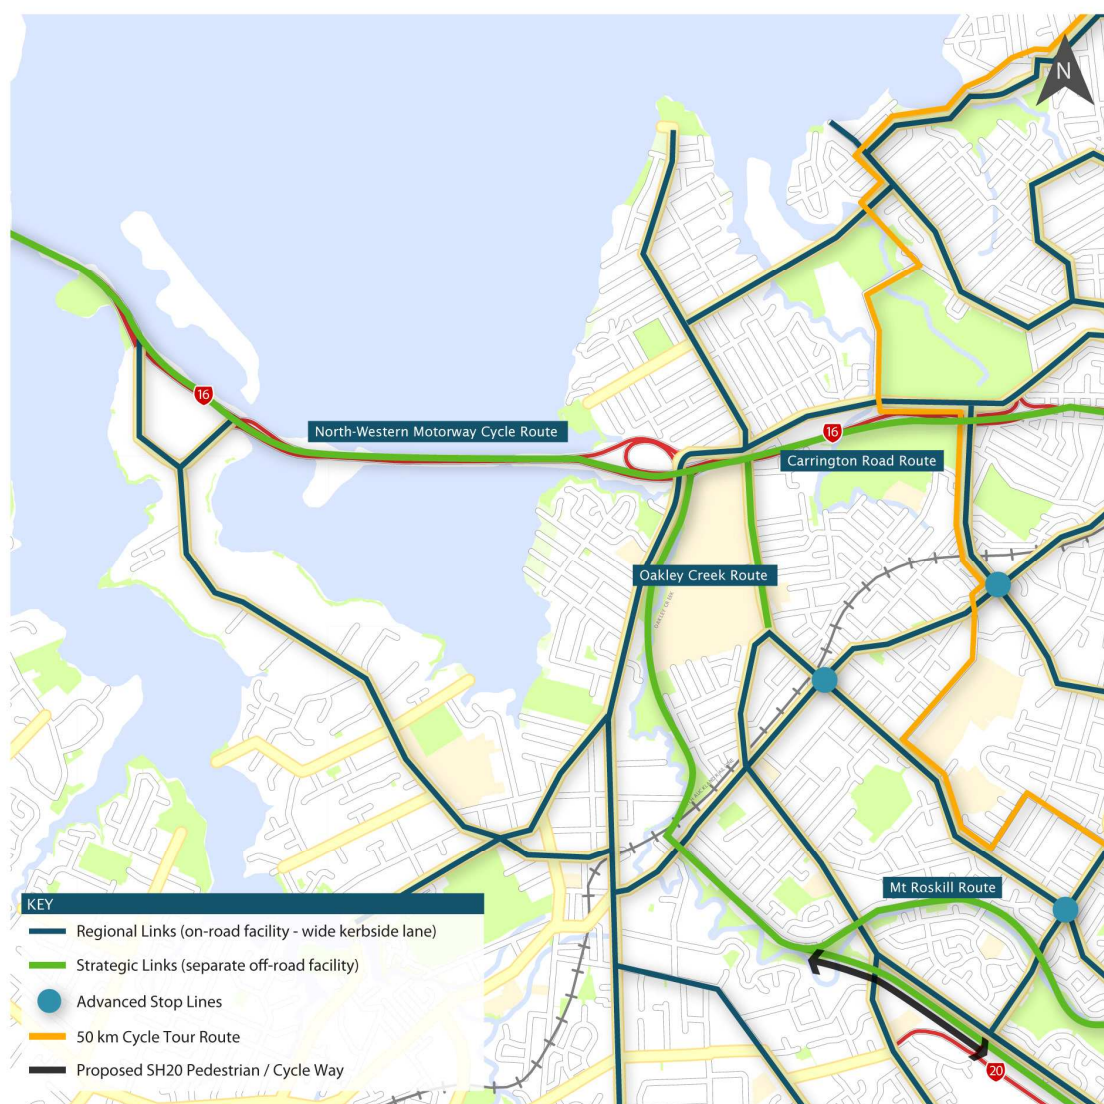 N
16
North-Western Motorway Cycle Route
16
Carrington Road Route
Oakley Creek Route
OAKLEY CREEK
Mt Roskill Route
20
KEY
Regional Links (on-road facility - wide kerbside lane)
Strategic Links (separate off-road facility)
Advanced Stop Lines
50 km Cycle Tour Route
Proposed SH20 Pedestrian / Cycle Way